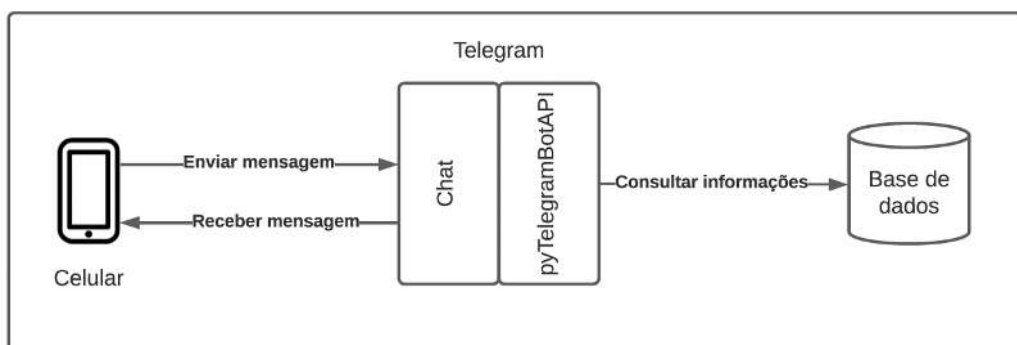 Telegram
Enviar mensagem
Receber mensagem
Celular
Chat
pyTelegramBotAPI
Consultar informações
Base de
dados